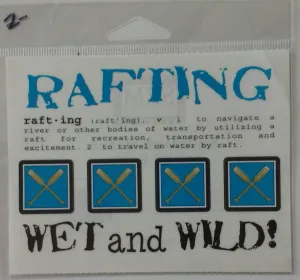 2-
RAFTING
raft·ing (raft'ing), v. 1. to navigate a
river or other bodies of water by utilizing a
raft for recreation, transportation and
excitement. 2. to travel on water by raft.
WET and WILD!